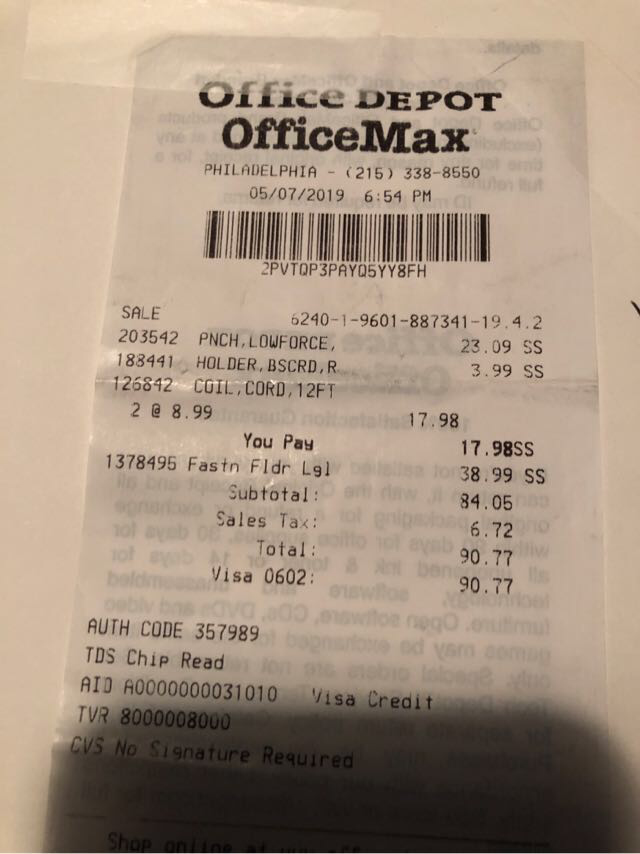 Office DEPOT
OfficeMax
PHILADELPHIA - (215) 338-8550
05/07/2019 6:54 PM
2PVTQP3PAYQ5YY8FH
SALE 6240-1-9601-887341-19.4.2
203542 PNCH,LOWFORCE, 23.09 SS
188441 HOLDER,BSCRD,R 3.99 SS
126842 COIL,CORD,12FT
2 @ 8.99 17.98
You Pay 17.98SS
1378495 Fastn Fldr Lgl 38.99 SS
Subtotal: 84.05
Sales Tax: 6.72
Total: 90.77
Visa 0602: 90.77
AUTH CODE 357989
TDS Chip Read
AID A0000000031010 Visa Credit
TVR 8000008000
CVS No Signature Required
Shop online at